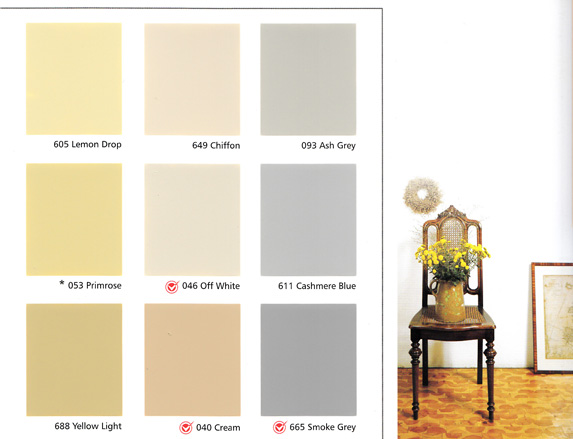 605 Lemon Drop
649 Chiffon
093 Ash Grey
* 053 Primrose
046 Off White
611 Cashmere Blue
688 Yellow Light
040 Cream
665 Smoke Grey